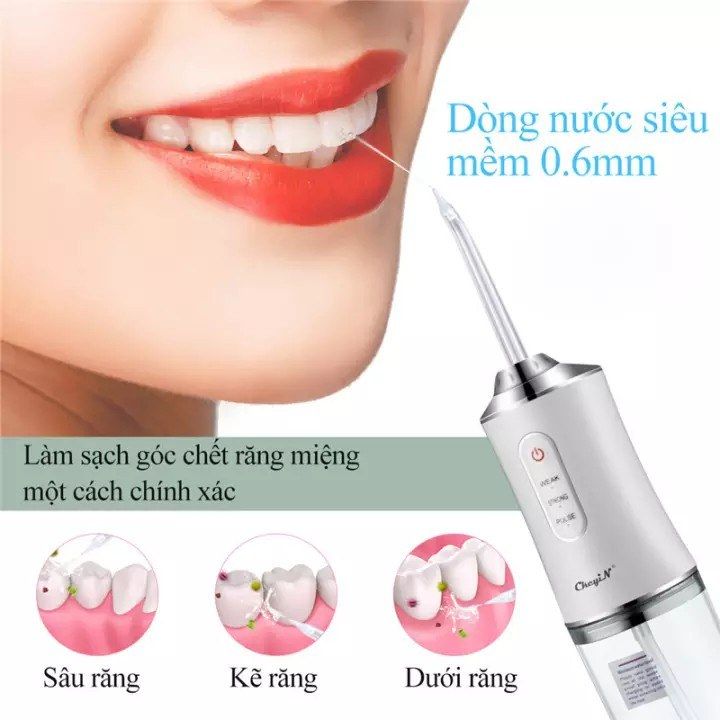 Dòng nước siêu
mềm 0.6mm
Làm sạch góc chết răng miệng
một cách chính xác
WEAK
STRONG
PULSE
CkeyiN
Sâu răng
Kẽ răng
Dưới răng